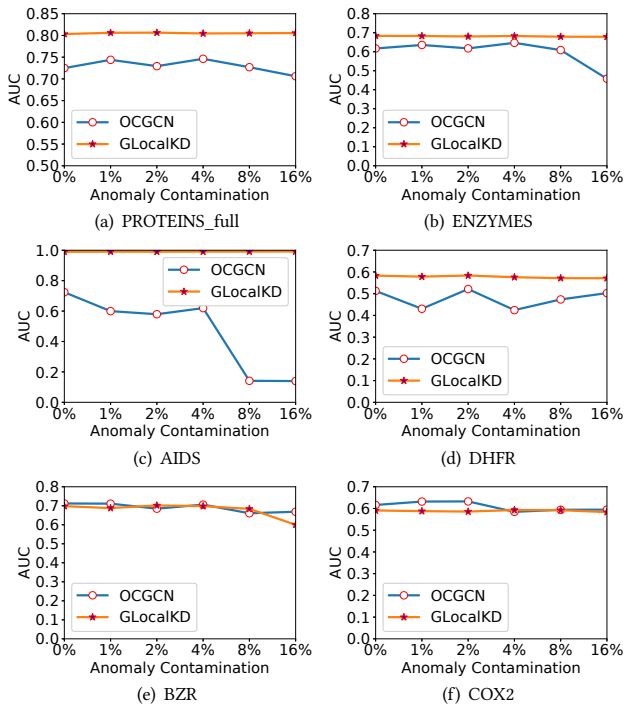 0.85
0.80
0.75
0.70
0.65
0.60
0.55
0.50
AUC
OCGCN
GLocalKD
0% 1% 2% 4% 8% 16%
Anomaly Contamination
(a) PROTEINS_full
0.8
0.7
0.6
0.5
0.4
0.3
0.2
0.1
0.0
AUC
OCGCN
GLocalKD
0% 1% 2% 4% 8% 16%
Anomaly Contamination
(b) ENZYMES
1.0
0.8
0.6
0.4
0.2
0.0
AUC
OCGCN
GLocalKD
0% 1% 2% 4% 8% 16%
Anomaly Contamination
(c) AIDS
0.7
0.6
0.5
0.4
0.3
0.2
0.1
0.0
AUC
OCGCN
GLocalKD
0% 1% 2% 4% 8% 16%
Anomaly Contamination
(d) DHFR
0.8
0.7
0.6
0.5
0.4
0.3
0.2
0.1
0.0
AUC
OCGCN
GLocalKD
0% 1% 2% 4% 8% 16%
Anomaly Contamination
(e) BZR
0.7
0.6
0.5
0.4
0.3
0.2
0.1
0.0
AUC
OCGCN
GLocalKD
0% 1% 2% 4% 8% 16%
Anomaly Contamination
(f) COX2